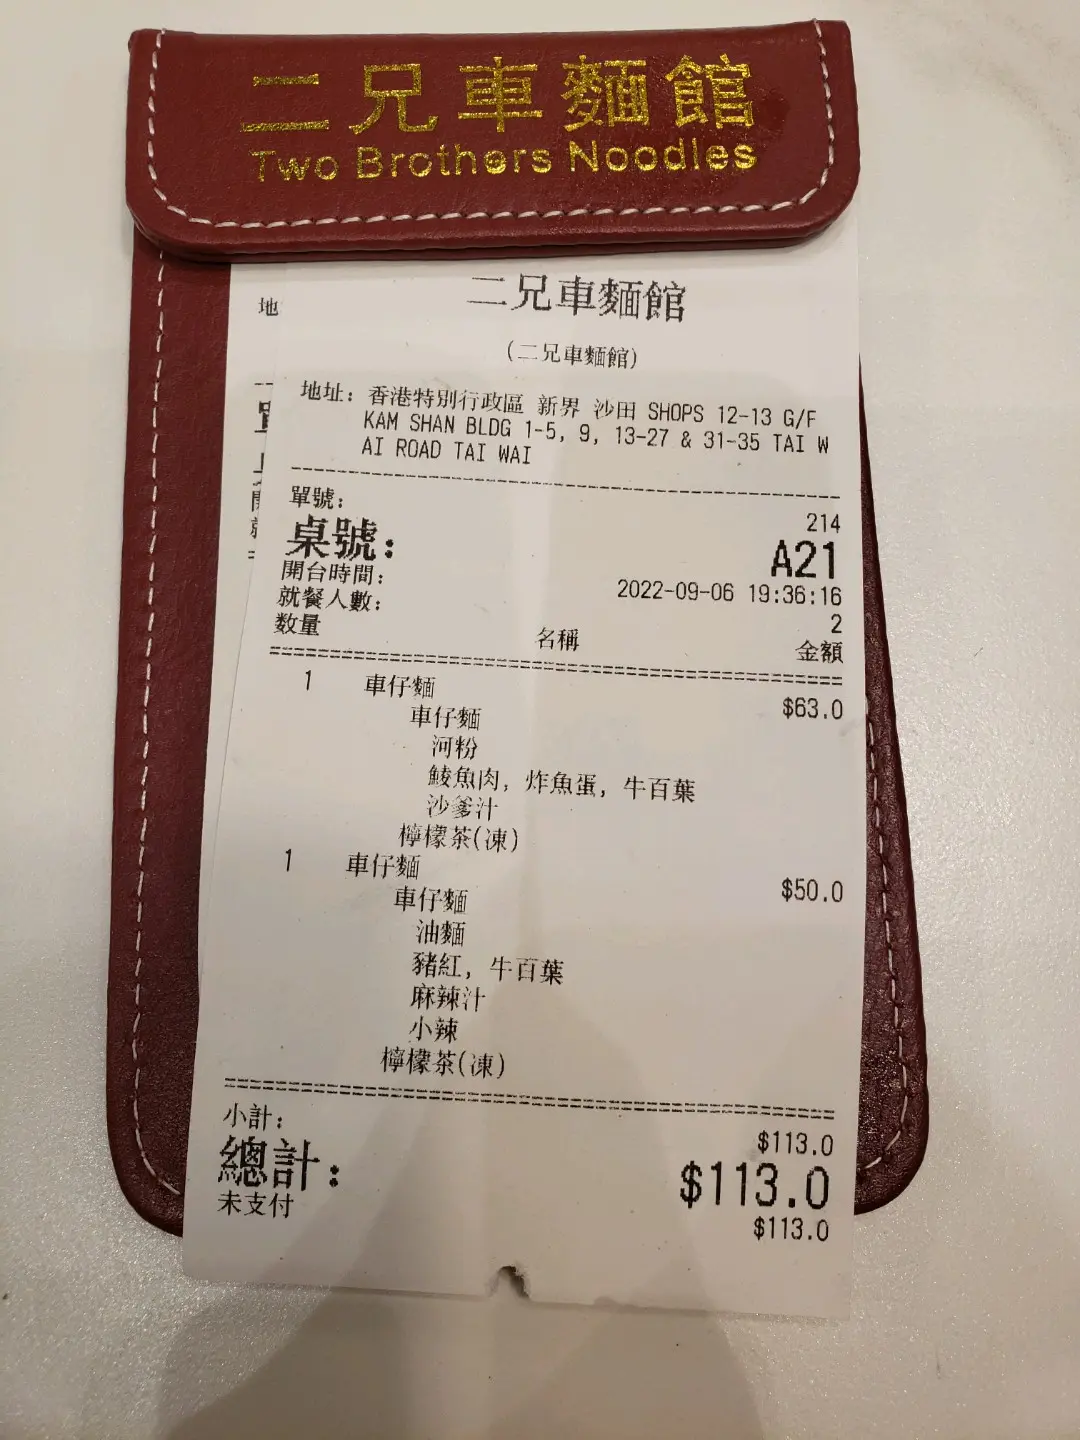 二兄車麵館
Two Brothers Noodles
二兄車麵館
(二兄車麵館)
地
地址: 香港特別行政區 新界 沙田 SHOPS 12-13 G/F
KAM SHAN BLDG 1-5, 9, 13-27 & 31-35 TAI W
AI ROAD TAI WAI
單號: 214
桌號: A21
開台時間: 2022-09-06 19:36:16
就餐人數: 2
数量 名稱 金額
1 車仔麵 $63.0
車仔麵
河粉
鯪魚肉, 炸魚蛋, 牛百葉
沙爹汁
檸檬茶(凍)
1 車仔麵 $50.0
車仔麵
油麵
豬紅, 牛百葉
麻辣汁
小辣
檸檬茶(凍)
小計: $113.0
總計: $113.0
未支付 $113.0